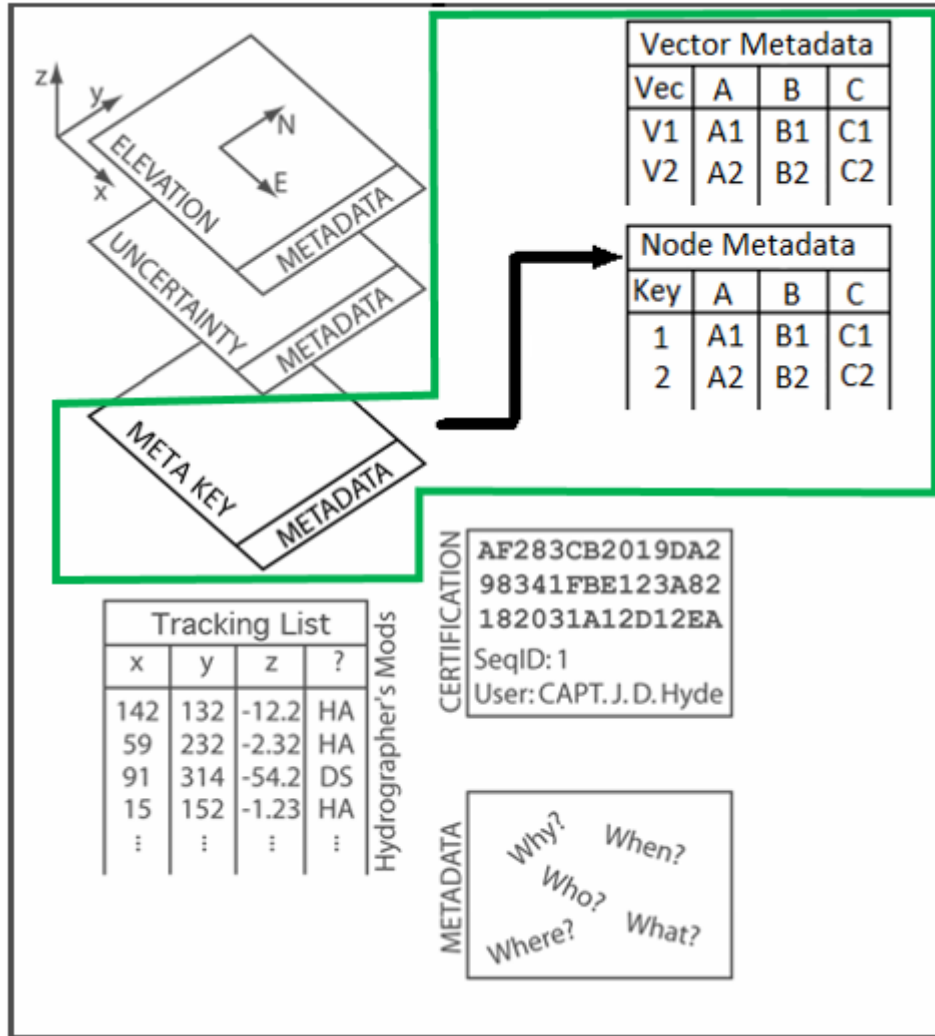 z
y
x
N
E
ELEVATION
METADATA
UNCERTAINTY
METADATA
META KEY
METADATA
Vector Metadata
Vec A B C
V1 A1 B1 C1
V2 A2 B2 C2
Node Metadata
Key A B C
1 A1 B1 C1
2 A2 B2 C2
Tracking List
x y z ?
142 132 -12.2 HA
59 232 -2.32 HA
91 314 -54.2 DS
15 152 -1.23 HA
⋮ ⋮ ⋮ ⋮
Hydrographer's Mods
CERTIFICATION
AF283CB2019DA2
98341FBE123A82
182031A12D12EA
SeqID: 1
User: CAPT. J. D. Hyde
METADATA
Why?
When?
Who?
Where?
What?